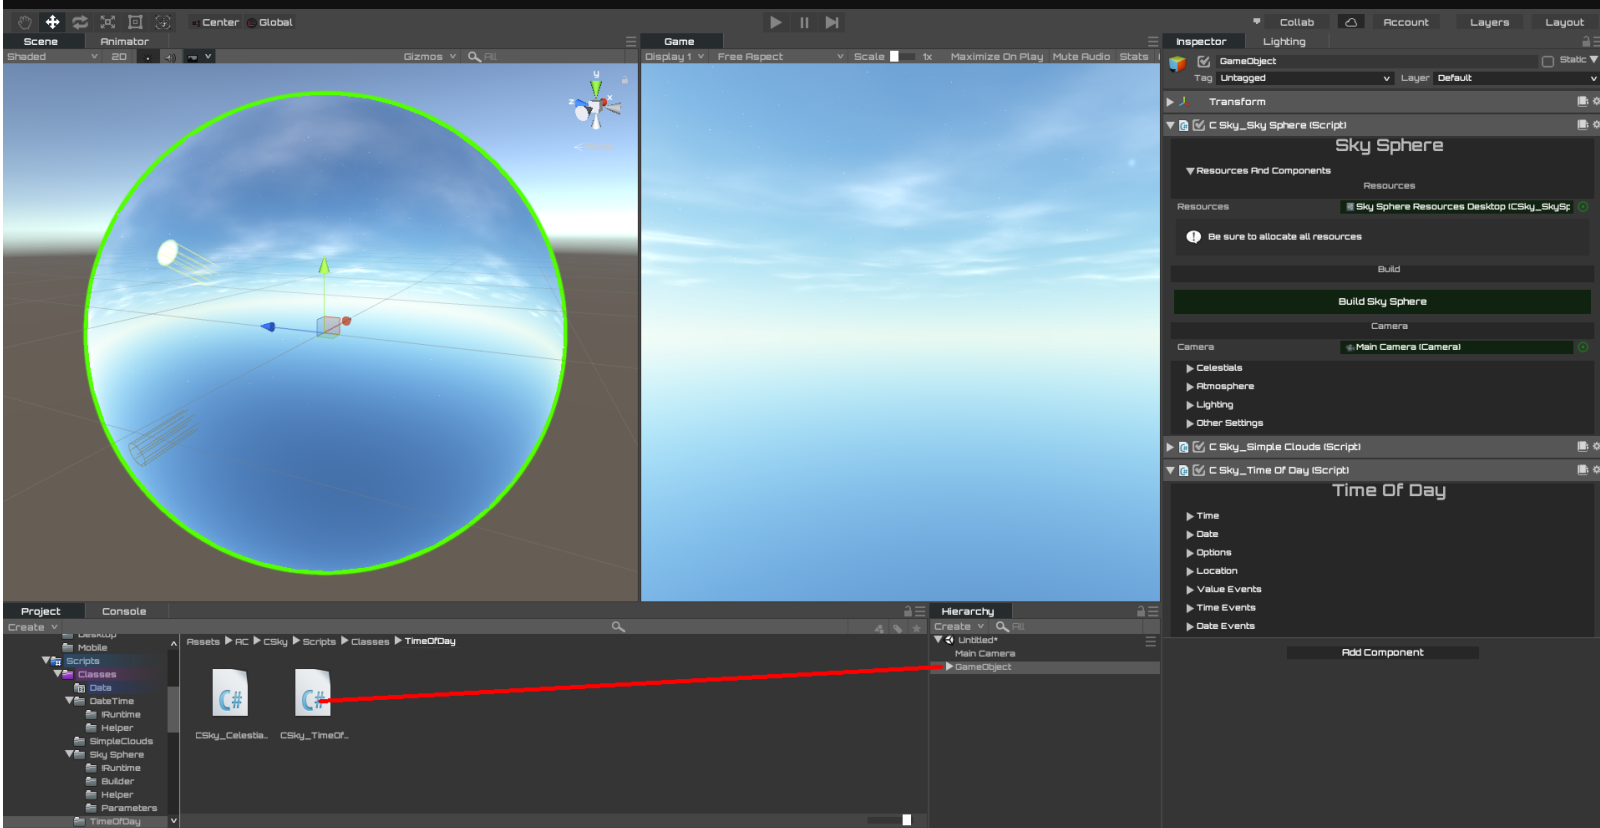 Center Global
Collab Account Layers Layout
Scene Animator
Shaded 2D Gizmos All
y
z x
Game
Display 1 Free Aspect Scale 1x Maximize On Play Mute Audio Stats
Inspector Lighting
GameObject Static
Tag Untagged Layer Default
Transform
C Sky_Sky Sphere (Script)
Sky Sphere
Resources And Components
Resources
Resources Sky Sphere Resources Desktop (CSky_SkySp
Be sure to allocate all resources
Build
Build Sky Sphere
Camera
Camera Main Camera (Camera)
Celestials
Atmosphere
Lighting
Other Settings
C Sky_Simple Clouds (Script)
C Sky_Time Of Day (Script)
Time Of Day
Time
Date
Options
Location
Value Events
Time Events
Date Events
Add Component
Project Console
Create
Desktop
Mobile
Scripts
Classes
Data
DateTime
!Runtime
Helper
SimpleClouds
Sky Sphere
!Runtime
Builder
Helper
Parameters
TimeOfDay
Assets AC CSky Scripts Classes TimeOfDay
C# C#
CSky_Celestia... CSky_TimeOf...
Hierarchy
Create All
Untitled*
Main Camera
GameObject